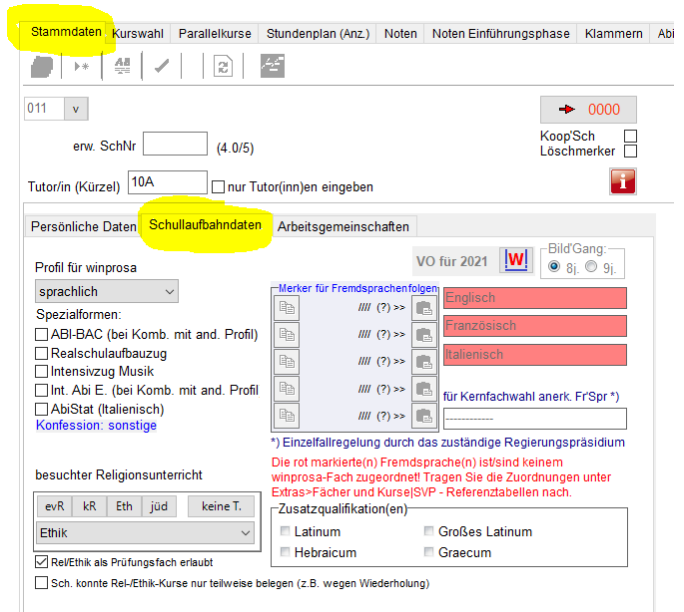 Stammdaten Kurswahl Parallelkurse Stundenplan (Anz.) Noten Noten Einführungsphase Klammern Abi
011 v
0000
erw. SchNr (4.0/5)
Koop'Sch
Löschmerker
Tutor/in (Kürzel) 10A nur Tutor(inn)en eingeben
Persönliche Daten Schullaufbahndaten Arbeitsgemeinschaften
VO für 2021 W Bild'Gang:
8j. 9j.
Profil für winprosa
sprachlich
Spezialformen:
ABI-BAC (bei Komb. mit and. Profil)
Realschulaufbauzug
Intensivzug Musik
Int. Abi E. (bei Komb. mit and. Profil
AbiStat (Italienisch)
Konfession: sonstige
Merker für Fremdsprachenfolgen
//// (?) >> Englisch
//// (?) >> Französisch
//// (?) >> Italienisch
//// (?) >> für Kernfachwahl anerk. Fr'Spr *)
//// (?) >> ------------
*) Einzelfallregelung durch das zuständige Regierungspräsidium
Die rot markierte(n) Fremdsprache(n) ist/sind keinem
winprosa-Fach zugeordnet! Tragen Sie die Zuordnungen unter
Extras>Fächer und Kurse|SVP - Referenztabellen nach.
besuchter Religionsunterricht
evR kR Eth jüd keine T.
Ethik
Zusatzqualifikation(en)
Latinum Großes Latinum
Hebraicum Graecum
Rel/Ethik als Prüfungsfach erlaubt
Sch. konnte Rel-/Ethik-Kurse nur teilweise belegen (z.B. wegen Wiederholung)